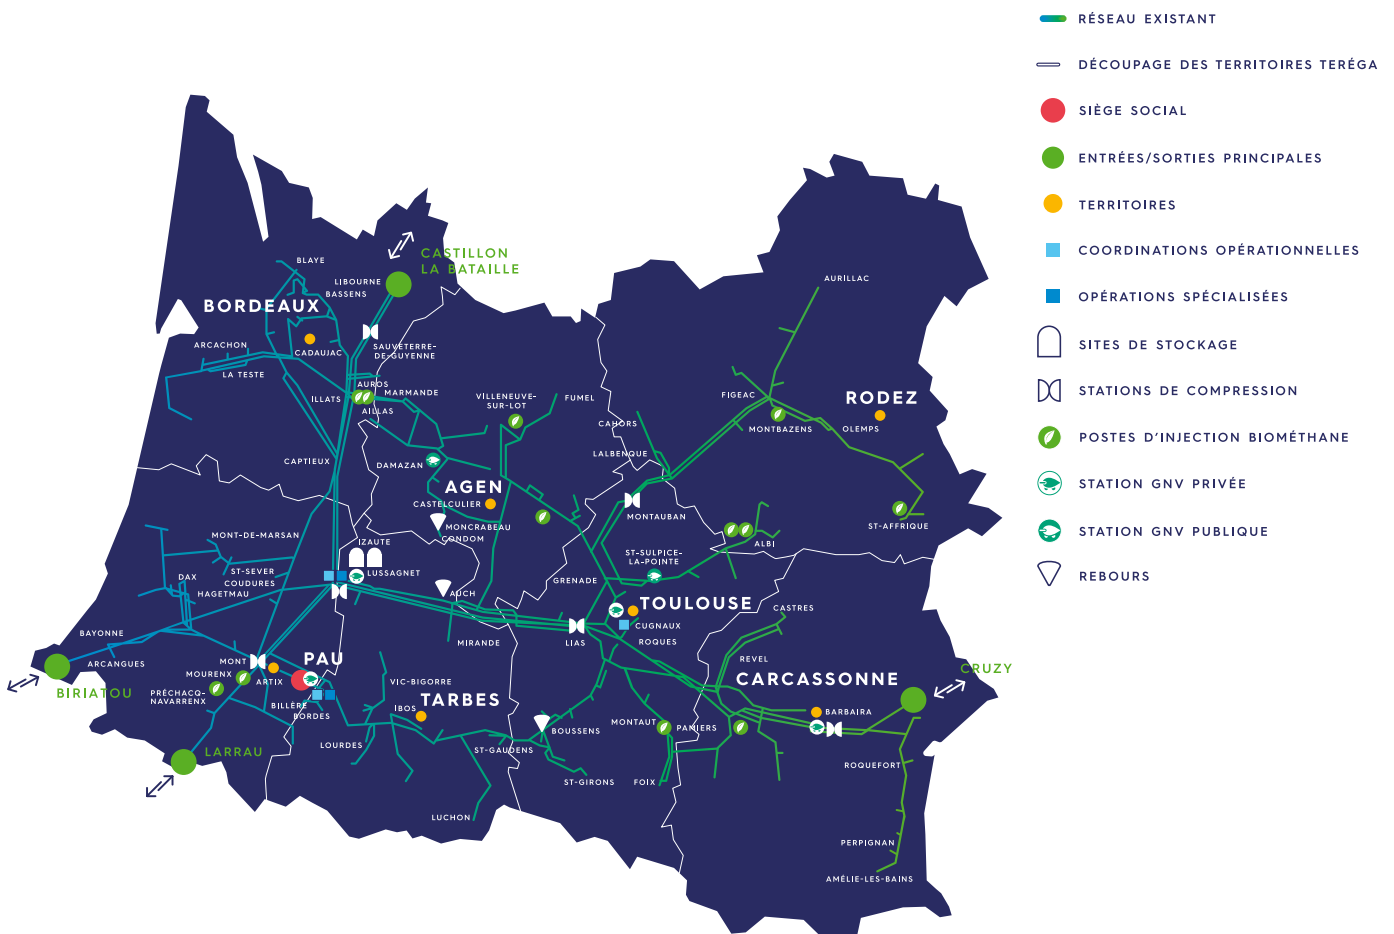 RÉSEAU EXISTANT
DÉCOUPAGE DES TERRITOIRES TERÉGA
SIÈGE SOCIAL
ENTRÉES/SORTIES PRINCIPALES
TERRITOIRES
COORDINATIONS OPÉRATIONNELLES
OPÉRATIONS SPÉCIALISÉES
SITES DE STOCKAGE
STATIONS DE COMPRESSION
POSTES D'INJECTION BIOMÉTHANE
STATION GNV PRIVÉE
STATION GNV PUBLIQUE
REBOURS
CASTILLON
LA BATAILLE
BLAYE
LIBOURNE
BASSENS
BORDEAUX
CADAUJAC
ARCACHON
LA TESTE
SAUVETERRE-
DE-GUYENNE
AUROS
MARMANDE
ILLATS
AILLAS
VILLENEUVE-
SUR-LOT
FUMEL
CAPTIEUX
DAMAZAN
AGEN
CASTELCULIER
MONCRABEAU
CONDOM
CAHORS
LALBENQUE
MONTAUBAN
AURILLAC
FIGEAC
MONTBAZENS
RODEZ
OLEMPS
ST-AFFRIQUE
ALBI
ST-SULPICE-
LA-POINTE
GRENADE
TOULOUSE
CUGNAUX
ROQUES
LIAS
MONT-DE-MARSAN
IZAUTE
LUSSAGNET
ST-SEVER
COUDURES
DAX
HAGETMAU
AUCH
MIRANDE
BAYONNE
ARCANGUES
BIRIATOU
MONT
MOURENX
ARTIX
PAU
PRÉCHACQ-
NAVARRENX
BILLÈRE
BORDES
LARRAU
VIC-BIGORRE
IBOS
TARBES
LOURDES
ST-GAUDENS
BOUSSENS
ST-GIRONS
LUCHON
MONTAUT
PAMIERS
FOIX
CASTRES
REVEL
CARCASSONNE
BARBAIRA
CRUZY
ROQUEFORT
PERPIGNAN
AMÉLIE-LES-BAINS